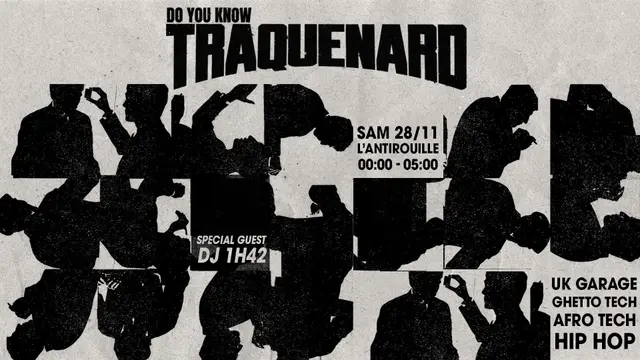 DO YOU KNOW
TRAQUENARD
SAM 28/11
L'ANTIROUILLE
00:00 - 05:00
SPECIAL GUEST
DJ 1H42
UK GARAGE
GHETTO TECH
AFRO TECH
HIP HOP